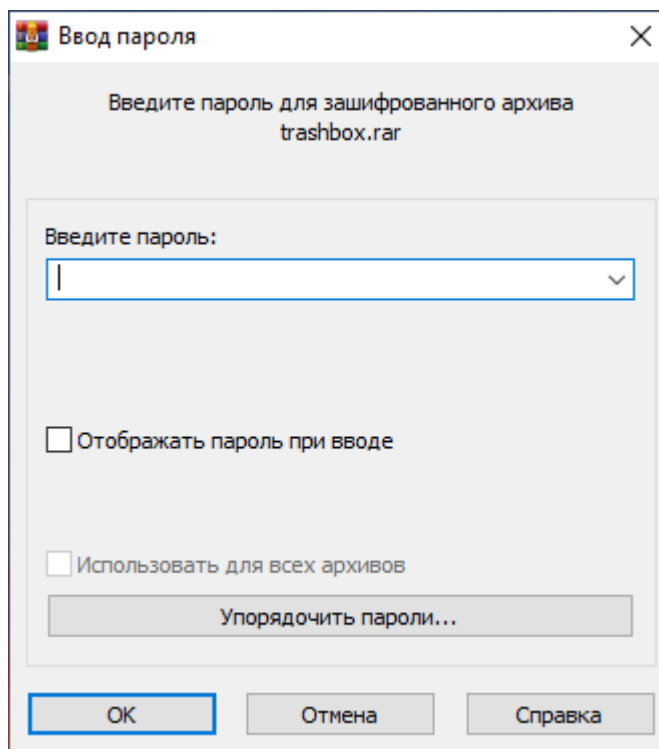 Ввод пароля
Введите пароль для зашифрованного архива
trashbox.rar
Введите пароль:
Отображать пароль при вводе
Использовать для всех архивов
Упорядочить пароли...
ОК
Отмена
Справка